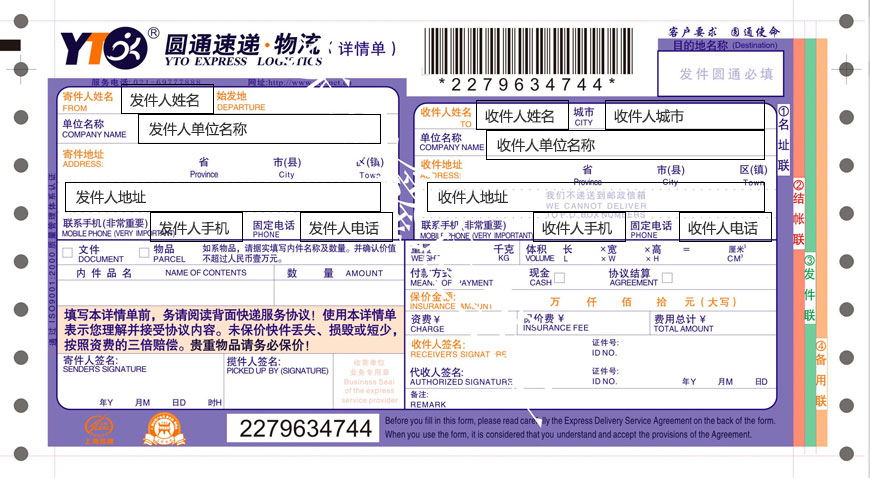 YTO® 圆通速递·物流(详情单)
YTO EXPRESS LOGISTICS
*2279634744*
客户要求 圆通使命
目的地名称 (Destination)
发件圆通必填
服务电话:021-69777888 网址:http://www.
寄件人姓名 FROM 发件人姓名 始发地 DEPARTURE
单位名称 COMPANY NAME 发件人单位名称
寄件地址 ADDRESS:
省 Province 市(县) City 区(镇) Town
发件人地址
联系手机(非常重要) MOBILE PHONE (VERY IMPORTANT) 发件人手机 固定电话 PHONE 发件人电话
收件人姓名 TO 收件人姓名 城市 CITY 收件人城市
单位名称 COMPANY NAME 收件人单位名称
收件地址 ADDRESS:
省 Province 市(县) City 区(镇) Town
收件人地址
我们不递送到邮政信箱
WE CANNOT DELIVER
TO P.O.BOX NUMBERS
联系手机(非常重要) MOBILE PHONE (VERY IMPORTANT) 收件人手机 固定电话 PHONE 收件人电话
文件 DOCUMENT 物品 PARCEL
如系物品,请据实填写内件名称及数量。并确认价值
不超过人民币壹万元。
内件品名 NAME OF CONTENTS 数量 AMOUNT
填写本详情单前,务请阅读背面快递服务协议!使用本详情单
表示您理解并接受协议内容。未保价快件丢失、损毁或短少,
按照资费的三倍赔偿。贵重物品请务必保价!
寄件人签名: SENDER'S SIGNATURE
年Y 月M 日D 时H
揽件人签名: PICKED UP BY (SIGNATURE)
收寄单位
业务专用章
Business Seal
of the express
service provider
重量 WEIGHT 千克 KG 体积 VOLUME 长 L ×宽 × W ×高 × H = 厘米³ CM³
付款方式 MEANS OF PAYMENT 现金 CASH 协议结算 AGREEMENT
保价金额: INSURANCE AMOUNT 万 仟 佰 拾 元(大写)
资费¥ CHARGE 保价费¥ INSURANCE FEE 费用总计¥ TOTAL AMOUNT
收件人签名: RECEIVER'S SIGNATURE 证件号: ID NO.
代收人签名: AUTHORIZED SIGNATURE 证件号: ID NO. 年Y 月M 日D
备注: REMARK
2279634744
Before you fill in this form, please read carefully the Express Delivery Service Agreement on the back of the form.
When you use the form, it is considered that you understand and accept the provisions of the Agreement.
通过ISO9001:2000质量管理体系认证
①名址联
②结帐联
③发件联
④备用联